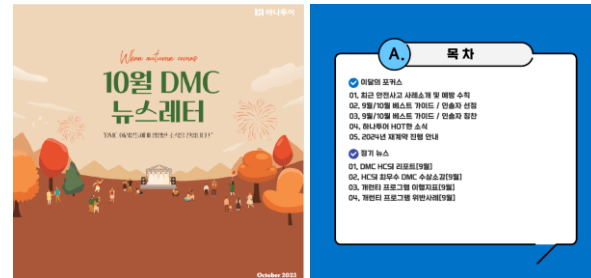 하나투어
When autumn comes
10월 DMC
뉴스레터
October 2023
A.
목차
이달의 포커스
01. 최근 안전사고 사례소개 및 예방 수칙
02. 9월/10월 베스트 가이드 / 인솔자 선정
03. 9월/10월 베스트 가이드 / 인솔자 칭찬
04. 하나투어 HOT한 소식
05. 2024년 재계약 진행 안내
정기 뉴스
01. DMC HCSI 리포트[9월]
02. HCSI 최우수 DMC 수상소감[9월]
03. 개런티 프로그램 이행지표[9월]
04. 개런티 프로그램 위반사례[9월]